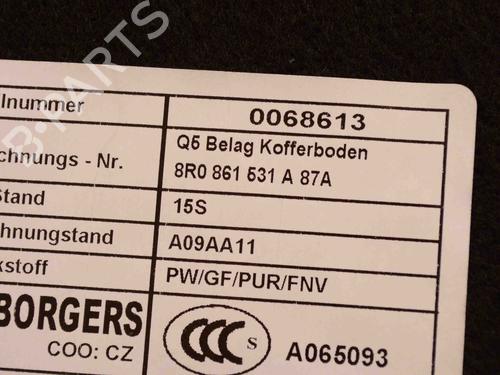 B-PARTS
lnummer 0068613
chnungs - Nr. Q5 Belag Kofferboden
8R0 861 531 A 87A
Stand 15S
hnungstand A09AA11
kstoff PW/GF/PUR/FNV
BORGERS
COO: CZ
CCC S
A065093